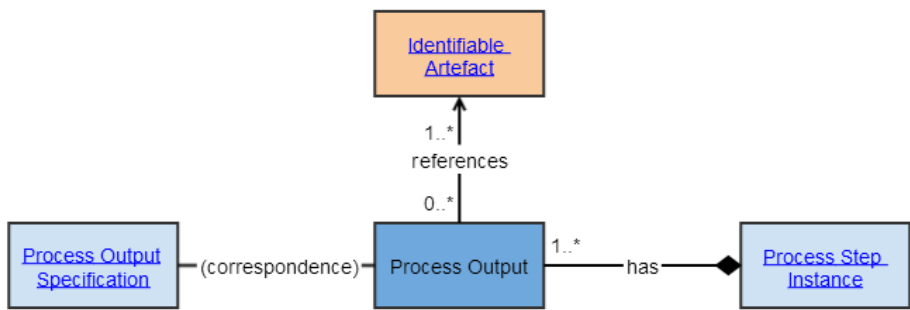 Identifiable
Artefact
1..*
references
0..*
Process Output
Specification
(correspondence)
Process Output
1..*
has
Process Step
Instance